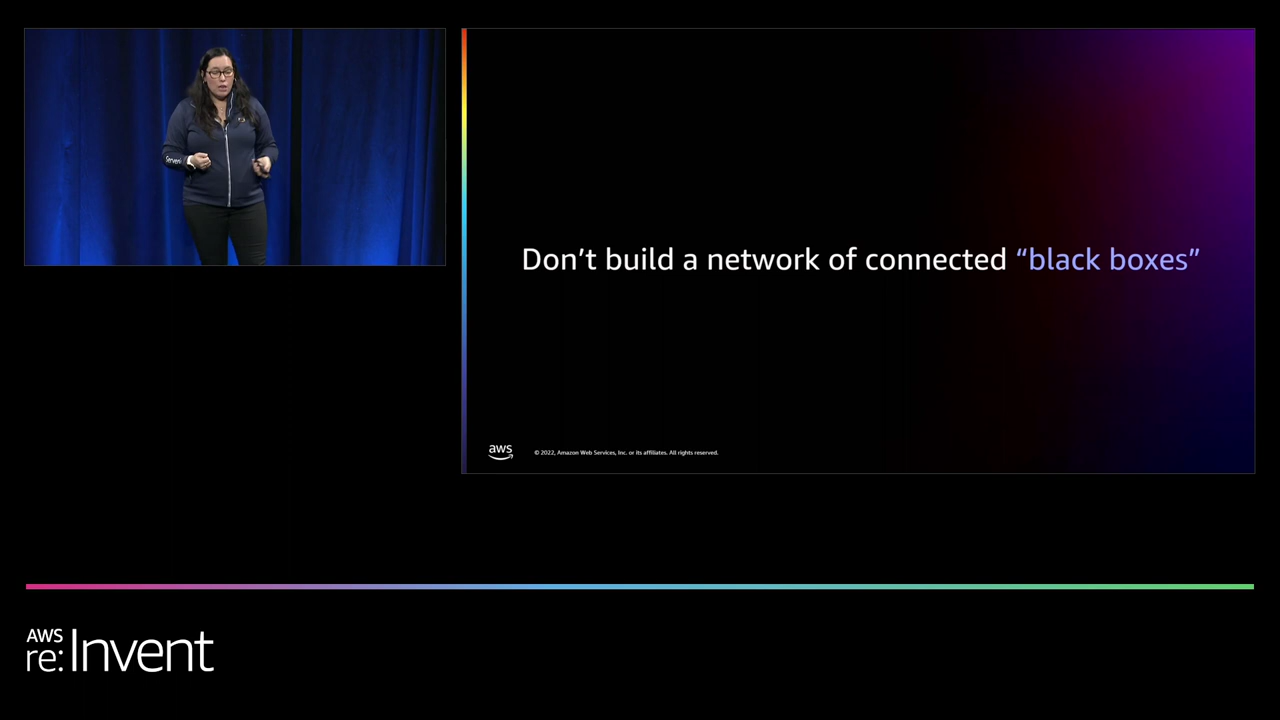 Don’t build a network of connected “black boxes”
aws
© 2022, Amazon Web Services, Inc. or its affiliates. All rights reserved.
AWS
re:Invent